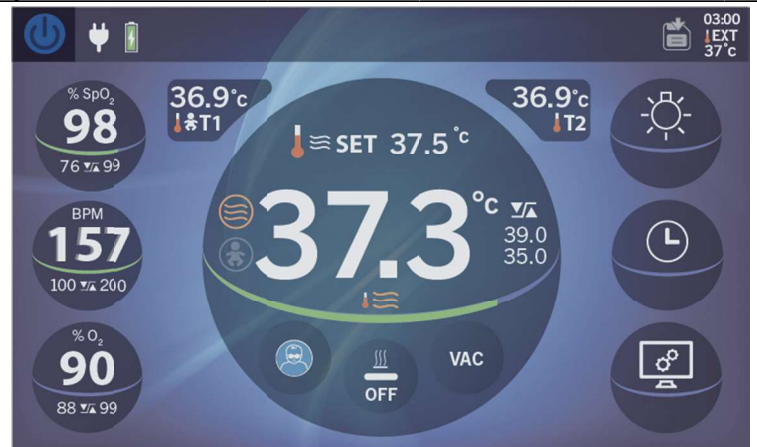 03:00
EXT
37°c
% SpO₂
98
76 99
36.9°c
T1
36.9°c
T2
SET 37.5°c
37.3°c
39.0
35.0
BPM
157
100 200
% O₂
90
88 99
OFF
VAC